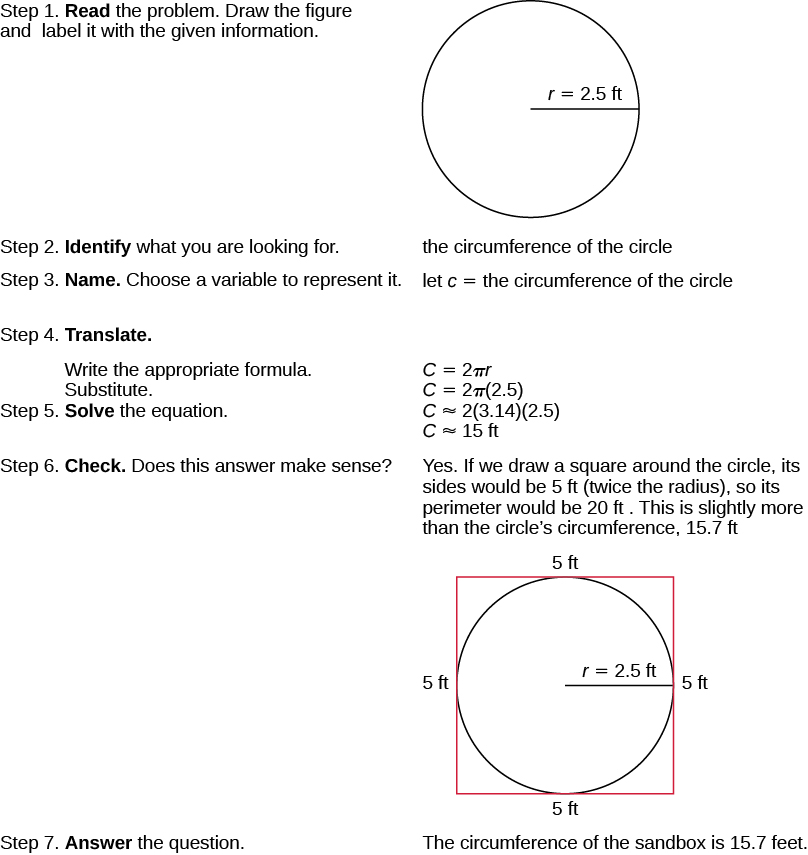 Step 1. Read the problem. Draw the figure
and label it with the given information.
r = 2.5 ft
Step 2. Identify what you are looking for.
the circumference of the circle
Step 3. Name. Choose a variable to represent it.
let c = the circumference of the circle
Step 4. Translate.
Write the appropriate formula.
C = 2πr
Substitute.
C = 2π(2.5)
Step 5. Solve the equation.
C ≈ 2(3.14)(2.5)
C ≈ 15 ft
Step 6. Check. Does this answer make sense?
Yes. If we draw a square around the circle, its
sides would be 5 ft (twice the radius), so its
perimeter would be 20 ft . This is slightly more
than the circle’s circumference, 15.7 ft
5 ft
r = 2.5 ft
5 ft
5 ft
5 ft
Step 7. Answer the question.
The circumference of the sandbox is 15.7 feet.